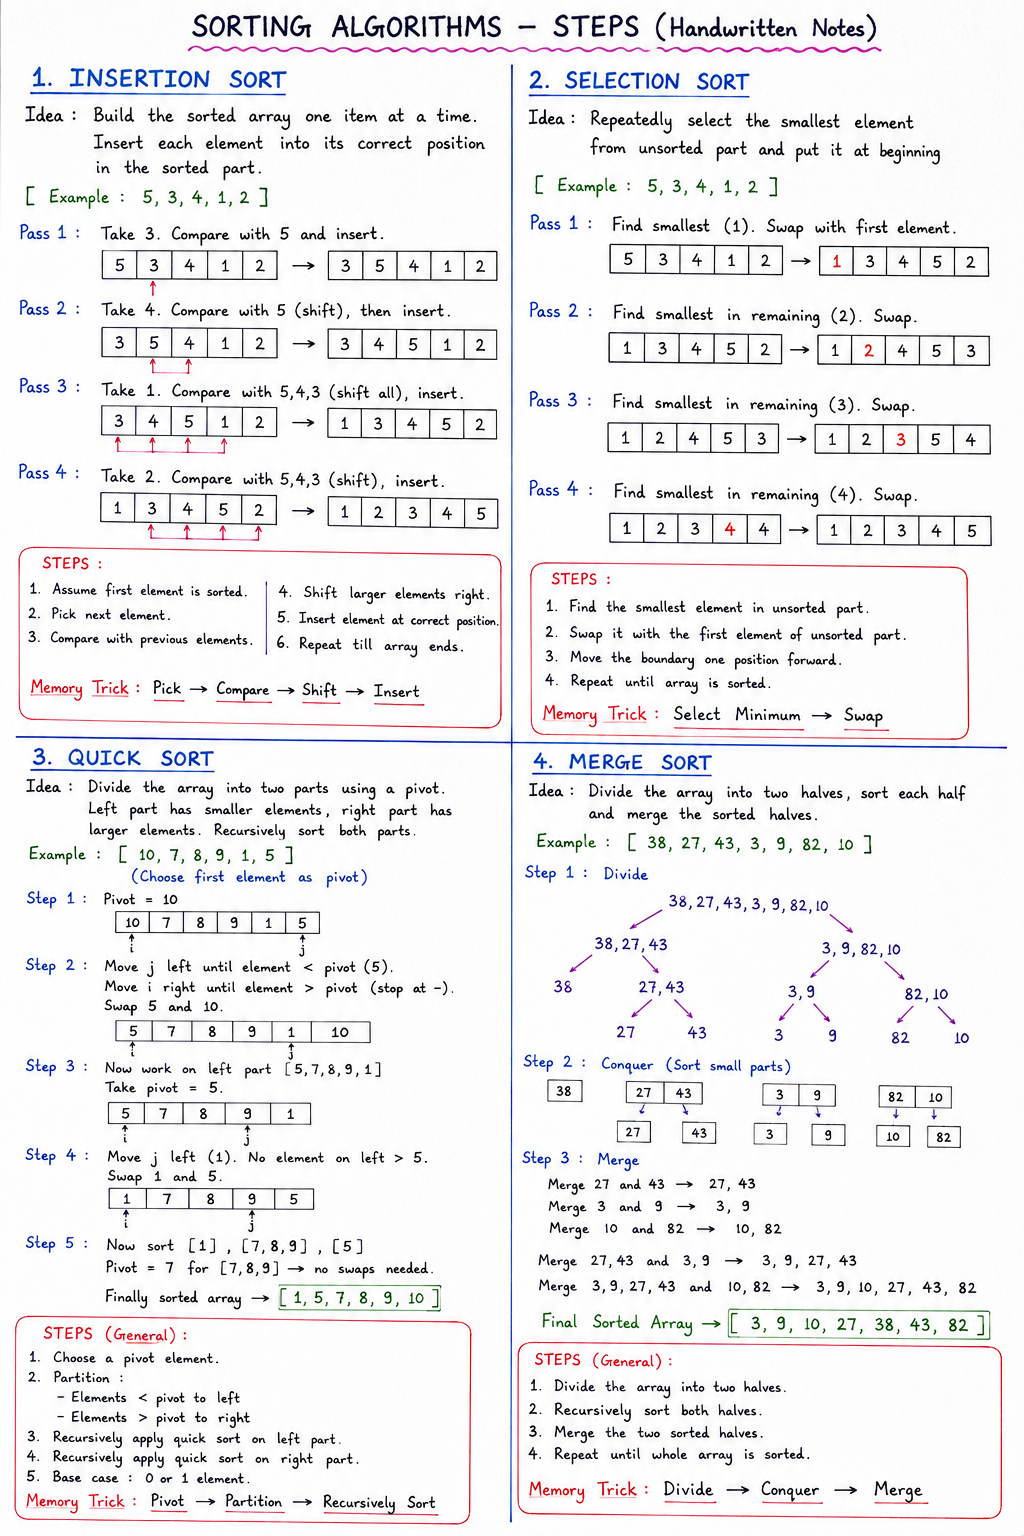 SORTING ALGORITHMS – STEPS (Handwritten Notes)
1. INSERTION SORT
Idea : Build the sorted array one item at a time.
Insert each element into its correct position
in the sorted part.
[ Example : 5, 3, 4, 1, 2 ]
Pass 1 : Take 3. Compare with 5 and insert.
5 3 4 1 2 → 3 5 4 1 2
Pass 2 : Take 4. Compare with 5 (shift), then insert.
3 5 4 1 2 → 3 4 5 1 2
Pass 3 : Take 1. Compare with 5,4,3 (shift all), insert.
3 4 5 1 2 → 1 3 4 5 2
Pass 4 : Take 2. Compare with 5,4,3 (shift), insert.
1 3 4 5 2 → 1 2 3 4 5
STEPS :
1. Assume first element is sorted.
2. Pick next element.
3. Compare with previous elements.
4. Shift larger elements right.
5. Insert element at correct position.
6. Repeat till array ends.
Memory Trick : Pick → Compare → Shift → Insert
2. SELECTION SORT
Idea : Repeatedly select the smallest element
from unsorted part and put it at beginning
[ Example : 5, 3, 4, 1, 2 ]
Pass 1 : Find smallest (1). Swap with first element.
5 3 4 1 2 → 1 3 4 5 2
Pass 2 : Find smallest in remaining (2). Swap.
1 3 4 5 2 → 1 2 4 5 3
Pass 3 : Find smallest in remaining (3). Swap.
1 2 4 5 3 → 1 2 3 5 4
Pass 4 : Find smallest in remaining (4). Swap.
1 2 3 4 4 → 1 2 3 4 5
STEPS :
1. Find the smallest element in unsorted part.
2. Swap it with the first element of unsorted part.
3. Move the boundary one position forward.
4. Repeat until array is sorted.
Memory Trick : Select Minimum → Swap
3. QUICK SORT
Idea : Divide the array into two parts using a pivot.
Left part has smaller elements, right part has
larger elements. Recursively sort both parts.
Example : [ 10, 7, 8, 9, 1, 5 ]
(Choose first element as pivot)
Step 1 : Pivot = 10
10 7 8 9 1 5
i j
Step 2 : Move j left until element < pivot (5).
Move i right until element > pivot (stop at –).
Swap 5 and 10.
5 7 8 9 1 10
i j
Step 3 : Now work on left part [5,7,8,9,1]
Take pivot = 5.
5 7 8 9 1
i j
Step 4 : Move j left (1). No element on left > 5.
Swap 1 and 5.
1 7 8 9 5
i j
Step 5 : Now sort [1] , [7,8,9] , [5]
Pivot = 7 for [7,8,9] → no swaps needed.
Finally sorted array → [ 1, 5, 7, 8, 9, 10 ]
STEPS (General) :
1. Choose a pivot element.
2. Partition :
– Elements < pivot to left
– Elements > pivot to right
3. Recursively apply quick sort on left part.
4. Recursively apply quick sort on right part.
5. Base case : 0 or 1 element.
Memory Trick : Pivot → Partition → Recursively Sort
4. MERGE SORT
Idea : Divide the array into two halves, sort each half
and merge the sorted halves.
Example : [ 38, 27, 43, 3, 9, 82, 10 ]
Step 1 : Divide
38, 27, 43, 3, 9, 82, 10
38, 27, 43 3, 9, 82, 10
38 27, 43 3, 9 82, 10
27 43 3 9 82 10
Step 2 : Conquer (Sort small parts)
38 27 43 3 9 82 10
27 43 3 9 10 82
Step 3 : Merge
Merge 27 and 43 → 27, 43
Merge 3 and 9 → 3, 9
Merge 10 and 82 → 10, 82
Merge 27, 43 and 3, 9 → 3, 9, 27, 43
Merge 3, 9, 27, 43 and 10, 82 → 3, 9, 10, 27, 43, 82
Final Sorted Array → [ 3, 9, 10, 27, 38, 43, 82 ]
STEPS (General) :
1. Divide the array into two halves.
2. Recursively sort both halves.
3. Merge the two sorted halves.
4. Repeat until whole array is sorted.
Memory Trick : Divide → Conquer → Merge